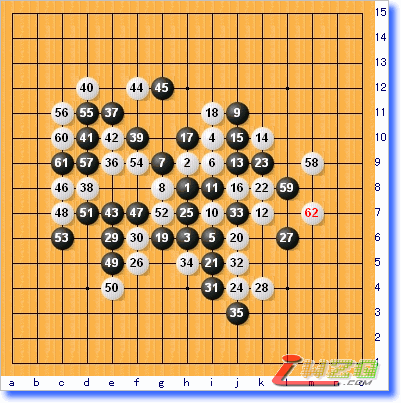 15
14
13
40 44 45 12
56 55 37 18 9 11
60 41 42 39 17 4 15 14 10
61 57 36 54 7 2 6 13 23 58 9
46 38 8 1 11 16 22 59 8
48 51 43 47 52 25 10 33 12 62 7
53 29 30 19 3 5 20 27 6
49 26 34 21 32 5
50 31 24 28 4
35 3
2
1
a b c d e f g h i j k l m